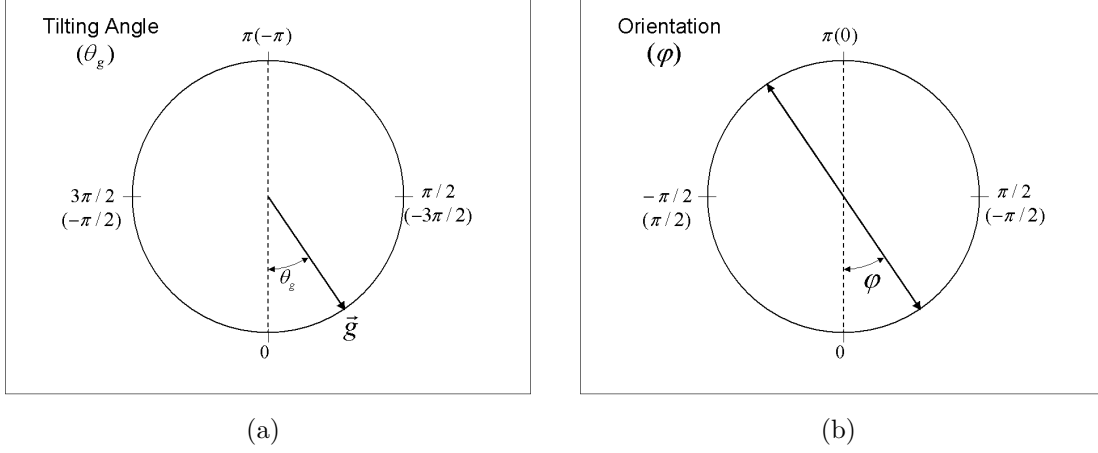 Tilting Angle
(θg)
π(−π)
3π/2
(−π/2)
π/2
(−3π/2)
θg
g⃗
0
(a)
Orientation
(φ)
π(0)
−π/2
(π/2)
π/2
(−π/2)
φ
0
(b)